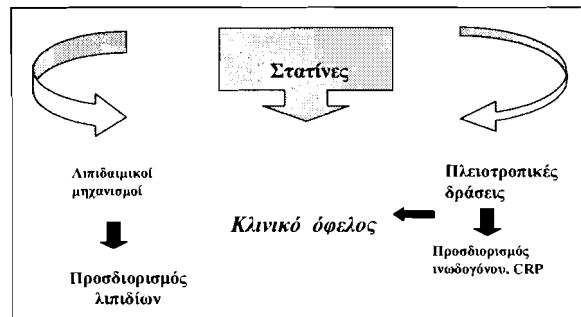 Στατίνες
Λιπιδαιμικοί
μηχανισμοί
Πλειοτροπικές
δράσεις
Κλινικό όφελος
Προσδιορισμός
λιπιδίων
Προσδιορισμός
ινωδογόνου, CRP